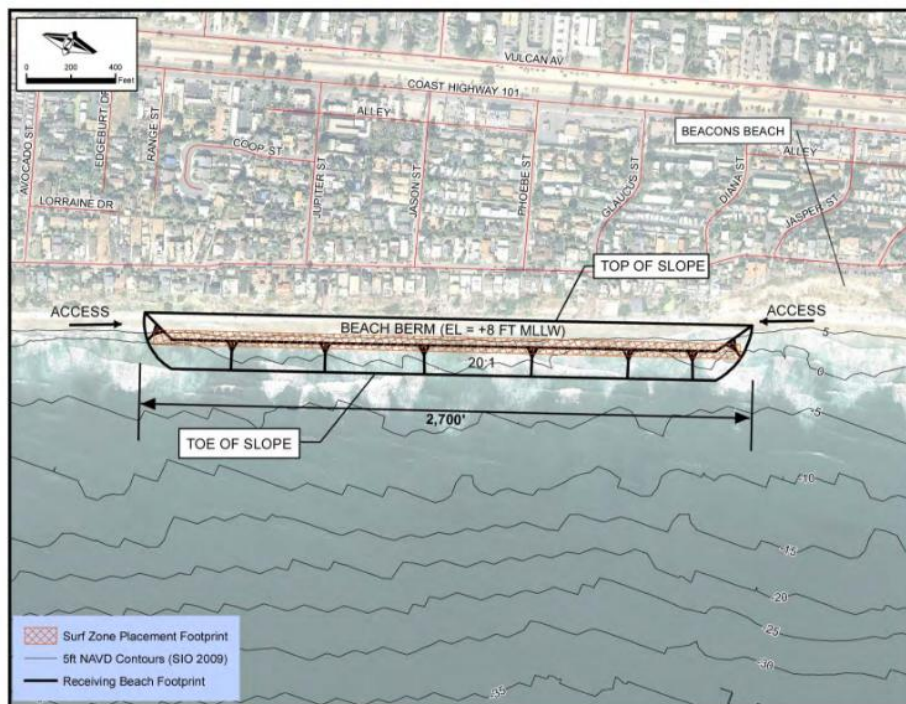 0 200 400
Feet
VULCAN AV
COAST HIGHWAY 101
AVOCADO ST
EDGEBURT DR
RANGE ST
ALLEY
COOP ST
BEACONS BEACH
ALLEY
LORRAINE DR
JUPITER ST
JASON ST
PHOEBE ST
GLAUCUS ST
DIANA ST
JASPER ST
TOP OF SLOPE
ACCESS
ACCESS
BEACH BERM (EL = +8 FT MLLW)
5
20:1
0
-5
2,700'
TOE OF SLOPE
-10
-15
-20
-25
-30
-35
Surf Zone Placement Footprint
5ft NAVD Contours (SIO 2009)
Receiving Beach Footprint